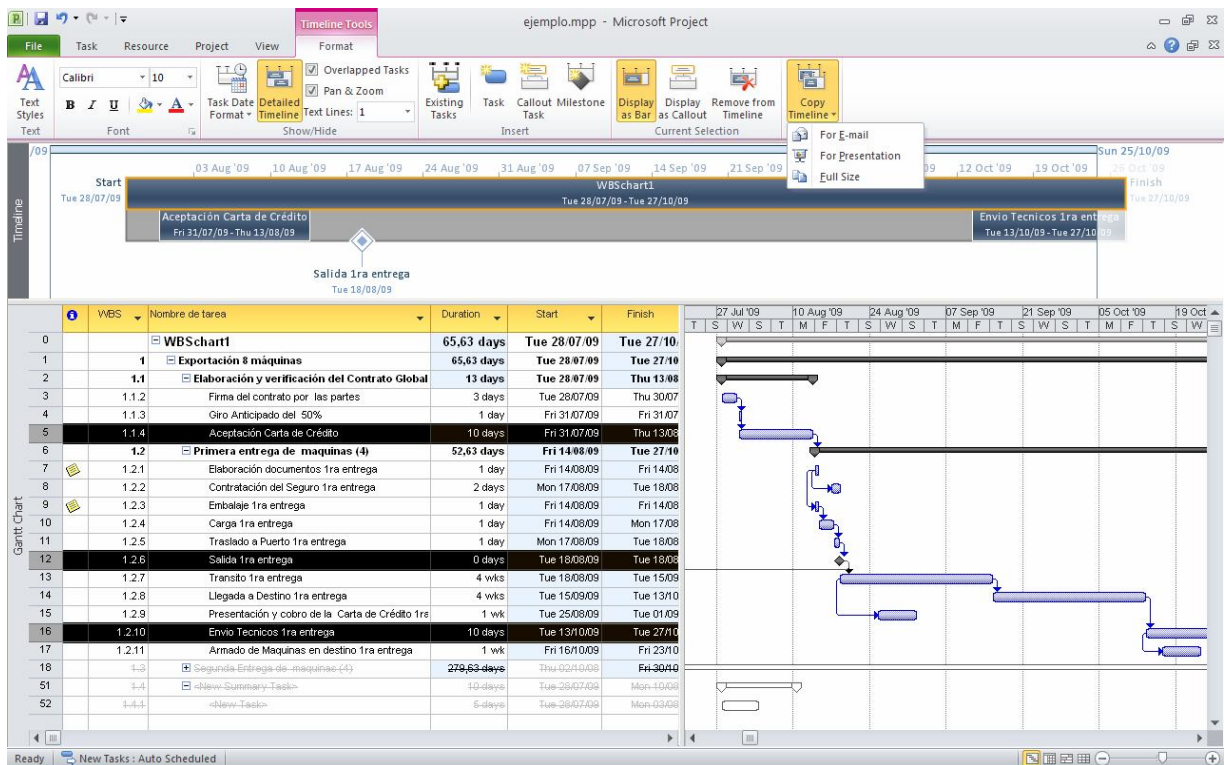 ejemplo.mpp - Microsoft Project
Timeline Tools
File Task Resource Project View Format
Text Styles
Calibri 10
B I U A
Task Date Format
Detailed Timeline
Overlapped Tasks
Pan & Zoom
Text Lines: 1
Existing Tasks
Task
Callout Task
Milestone
Display as Bar
Display as Callout
Remove from Timeline
Copy Timeline
Text Font Show/Hide Insert Current Selection
For E-mail
For Presentation
Full Size
Timeline
/09 Sun 25/10/09
03 Aug '09 10 Aug '09 17 Aug '09 24 Aug '09 31 Aug '09 07 Sep '09 14 Sep '09 21 Sep '09 09 12 Oct '09 19 Oct '09 26 Oct '09
Start
Tue 28/07/09
WBSchart1
Tue 28/07/09 - Tue 27/10/09
Finish
Tue 27/10/09
Aceptación Carta de Crédito
Fri 31/07/09 - Thu 13/08/09
Envio Tecnicos 1ra entrega
Tue 13/10/09 - Tue 27/10/09
Salida 1ra entrega
Tue 18/08/09
Gantt Chart
WBS Nombre de tarea Duration Start Finish
27 Jul '09 10 Aug '09 24 Aug '09 07 Sep '09 21 Sep '09 05 Oct '09 19 Oct
T S W S T M F T S W S T M F T S W S T M F T S W
0 WBSchart1 65,63 days Tue 28/07/09 Tue 27/10/
1 1 Exportación 8 máquinas 65,63 days Tue 28/07/09 Tue 27/10
2 1.1 Elaboración y verificación del Contrato Global 13 days Tue 28/07/09 Thu 13/08
3 1.1.2 Firma del contrato por las partes 3 days Tue 28/07/09 Thu 30/07
4 1.1.3 Giro Anticipado del 50% 1 day Fri 31/07/09 Fri 31/07
5 1.1.4 Aceptación Carta de Crédito 10 days Fri 31/07/09 Thu 13/08
6 1.2 Primera entrega de maquinas (4) 52,63 days Fri 14/08/09 Tue 27/10
7 1.2.1 Elaboración documentos 1ra entrega 1 day Fri 14/08/09 Fri 14/08
8 1.2.2 Contratación del Seguro 1ra entrega 2 days Mon 17/08/09 Tue 18/08
9 1.2.3 Embalaje 1ra entrega 1 day Fri 14/08/09 Fri 14/08
10 1.2.4 Carga 1ra entrega 1 day Fri 14/08/09 Mon 17/08
11 1.2.5 Traslado a Puerto 1ra entrega 1 day Mon 17/08/09 Tue 18/08
12 1.2.6 Salida 1ra entrega 0 days Tue 18/08/09 Tue 18/08
13 1.2.7 Transito 1ra entrega 4 wks Tue 18/08/09 Tue 15/09
14 1.2.8 Llegada a Destino 1ra entrega 4 wks Tue 15/09/09 Tue 13/10
15 1.2.9 Presentación y cobro de la Carta de Crédito 1re 1 wk Tue 25/08/09 Tue 01/09
16 1.2.10 Envio Tecnicos 1ra entrega 10 days Tue 13/10/09 Tue 27/10
17 1.2.11 Armado de Maquinas en destino 1ra entrega 1 wk Fri 16/10/09 Fri 23/10
18 1.3 Segunda Entrega de maquinas (4) 279,63 days Thu 02/10/08 Fri 30/10
51 1.4 <New Summary Task> 10 days Tue 28/07/09 Mon 10/08
52 1.4.1 <New Task> 5 days Tue 28/07/09 Mon 03/08
Ready New Tasks : Auto Scheduled